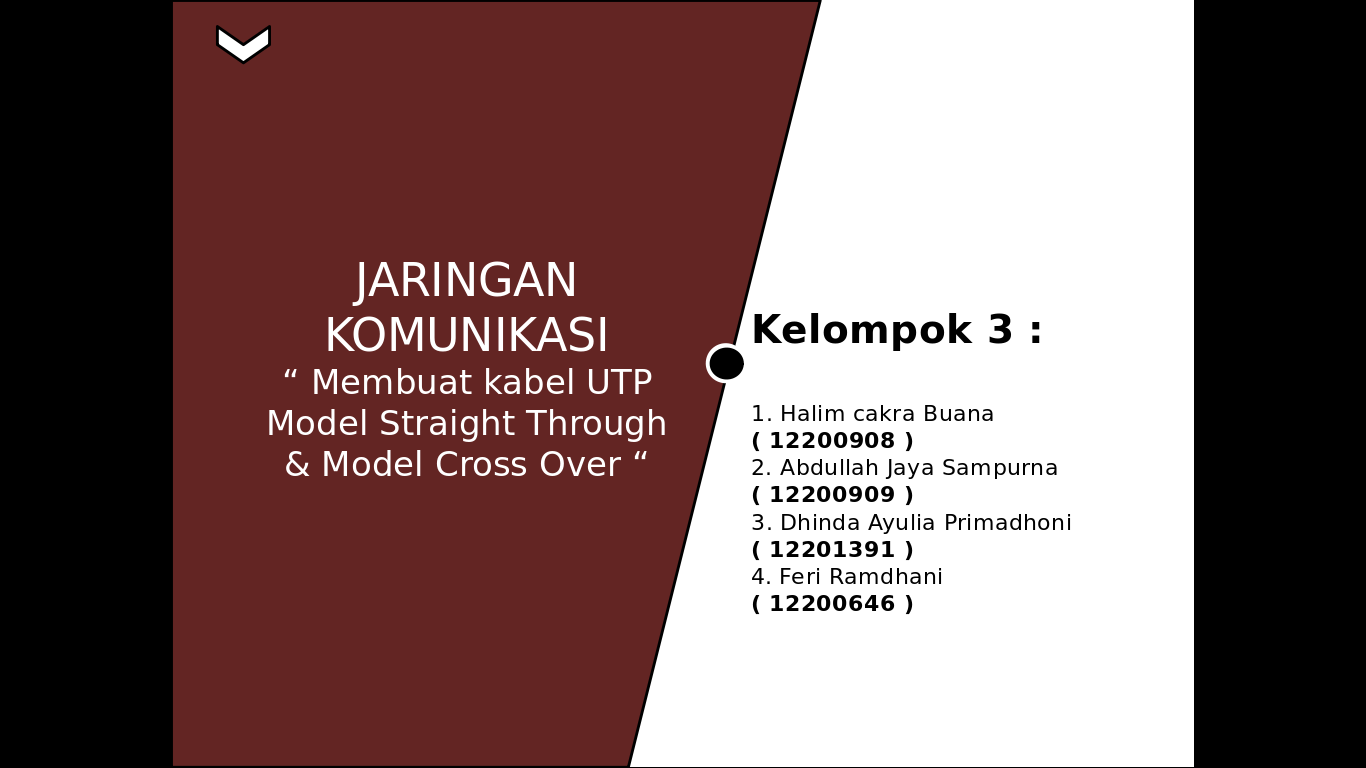 JARINGAN
KOMUNIKASI
“ Membuat kabel UTP
Model Straight Through
& Model Cross Over “
Kelompok 3 :
1. Halim cakra Buana
( 12200908 )
2. Abdullah Jaya Sampurna
( 12200909 )
3. Dhinda Ayulia Primadhoni
( 12201391 )
4. Feri Ramdhani
( 12200646 )